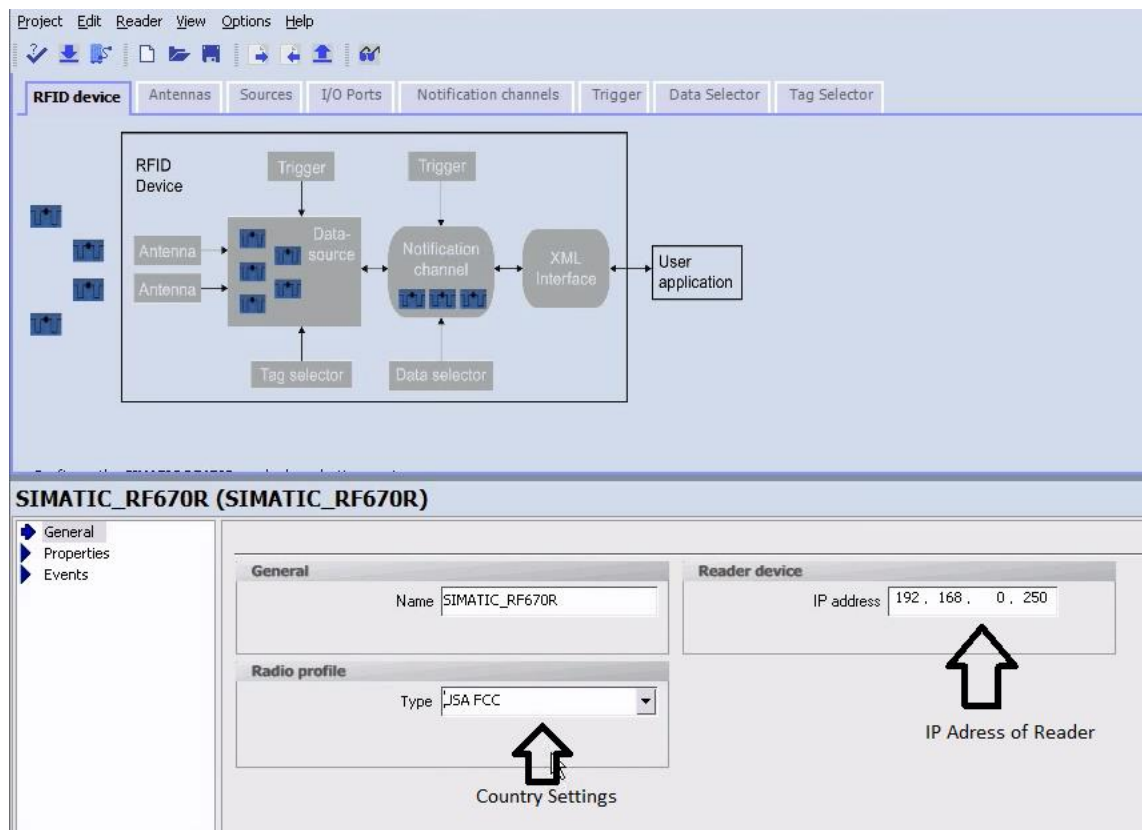 Project Edit Reader View Options Help
RFID device Antennas Sources I/O Ports Notification channels Trigger Data Selector Tag Selector
RFID
Device
Trigger
Trigger
Antenna
Antenna
Data-
source
Notification
channel
XML
Interface
User
application
Tag selector
Data selector
SIMATIC_RF670R (SIMATIC_RF670R)
General
Properties
Events
General
Name SIMATIC_RF670R
Reader device
IP address 192 . 168 . 0 . 250
Radio profile
Type USA FCC
IP Adress of Reader
Country Settings